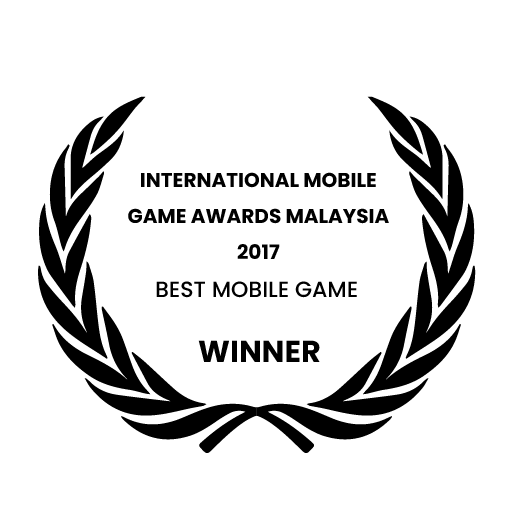 INTERNATIONAL MOBILE
GAME AWARDS MALAYSIA
2017
BEST MOBILE GAME
WINNER